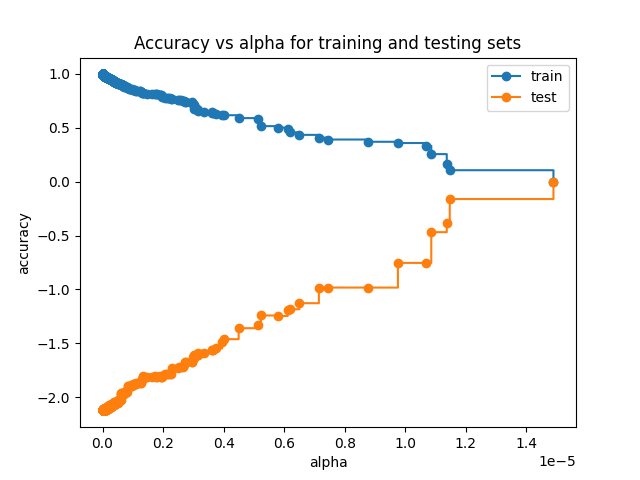 Accuracy vs alpha for training and testing sets
train
test
1.0
0.5
0.0
−0.5
−1.0
−1.5
−2.0
accuracy
0.0 0.2 0.4 0.6 0.8 1.0 1.2 1.4
1e−5
alpha